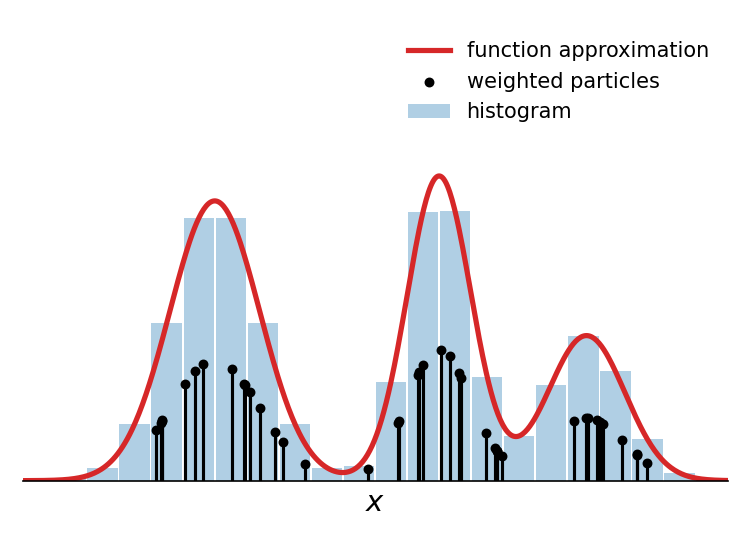 function approximation
weighted particles
histogram
x